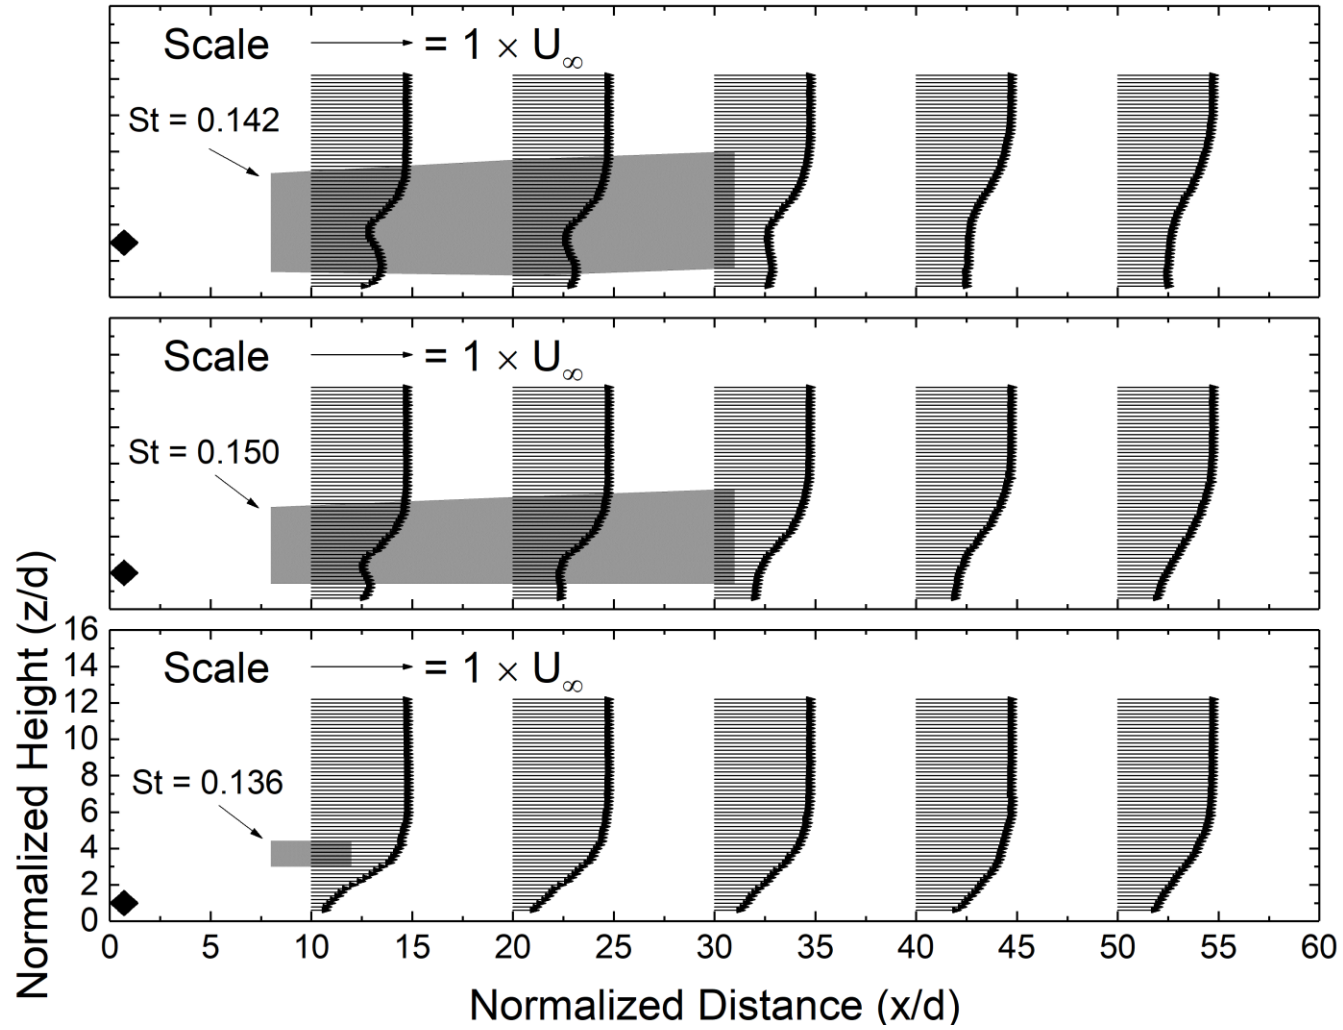 Scale = 1 × U∞
St = 0.142
Scale = 1 × U∞
St = 0.150
Scale = 1 × U∞
St = 0.136
Normalized Height (z/d)
16
14
12
10
8
6
4
2
0
0 5 10 15 20 25 30 35 40 45 50 55 60
Normalized Distance (x/d)